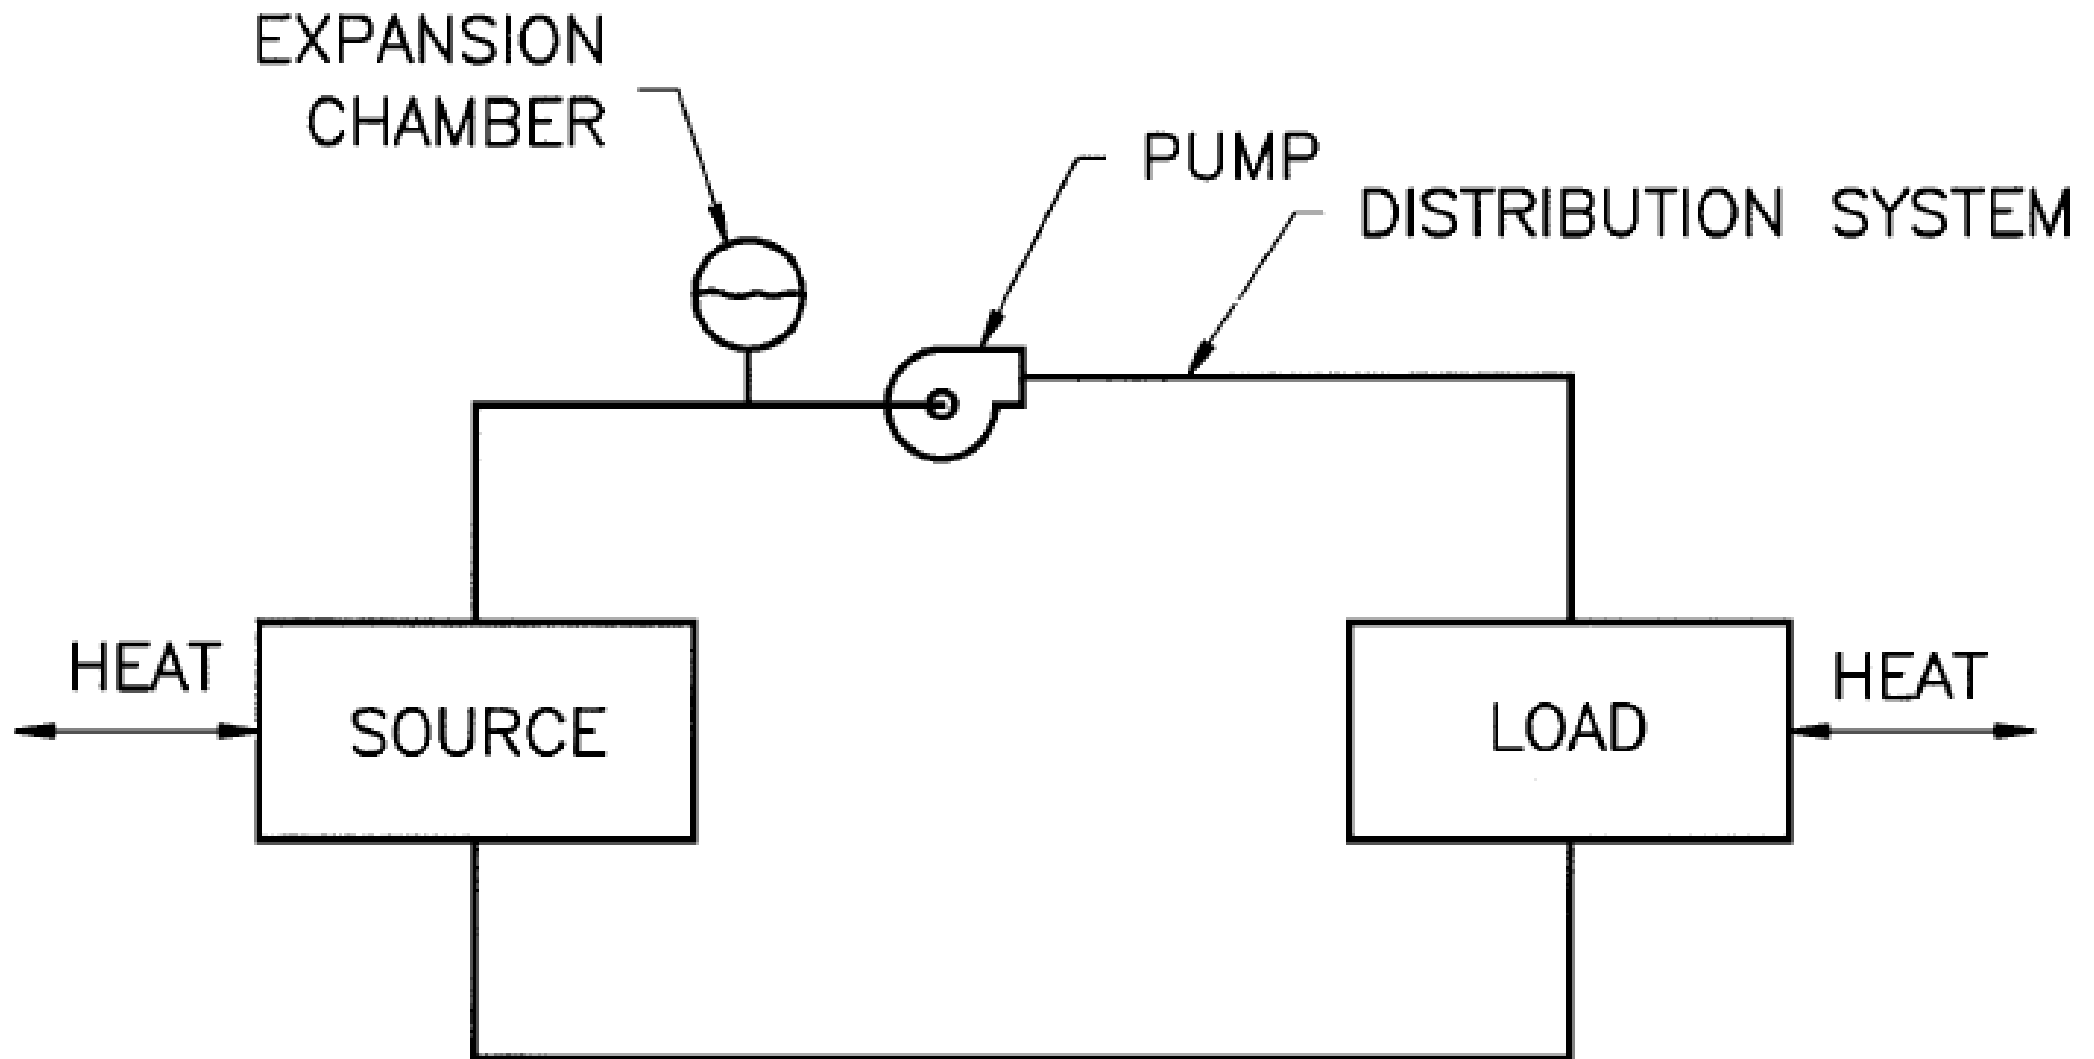 EXPANSION
CHAMBER
PUMP
DISTRIBUTION SYSTEM
HEAT
SOURCE
LOAD
HEAT